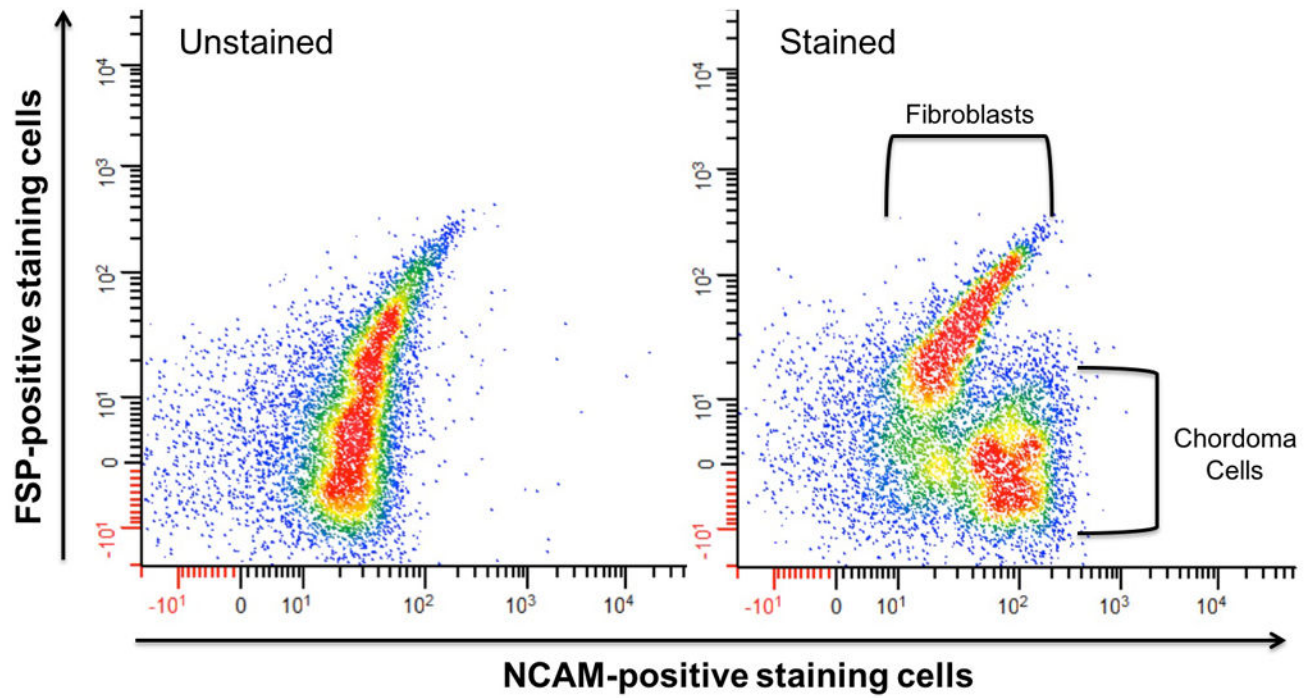 Unstained
Stained
Fibroblasts
Chordoma
Cells
FSP-positive staining cells
10⁴
10³
10²
10¹
0
-10¹
-10¹ 0 10¹ 10² 10³ 10⁴
10⁴
10³
10²
10¹
0
-10¹
-10¹ 0 10¹ 10² 10³ 10⁴
NCAM-positive staining cells